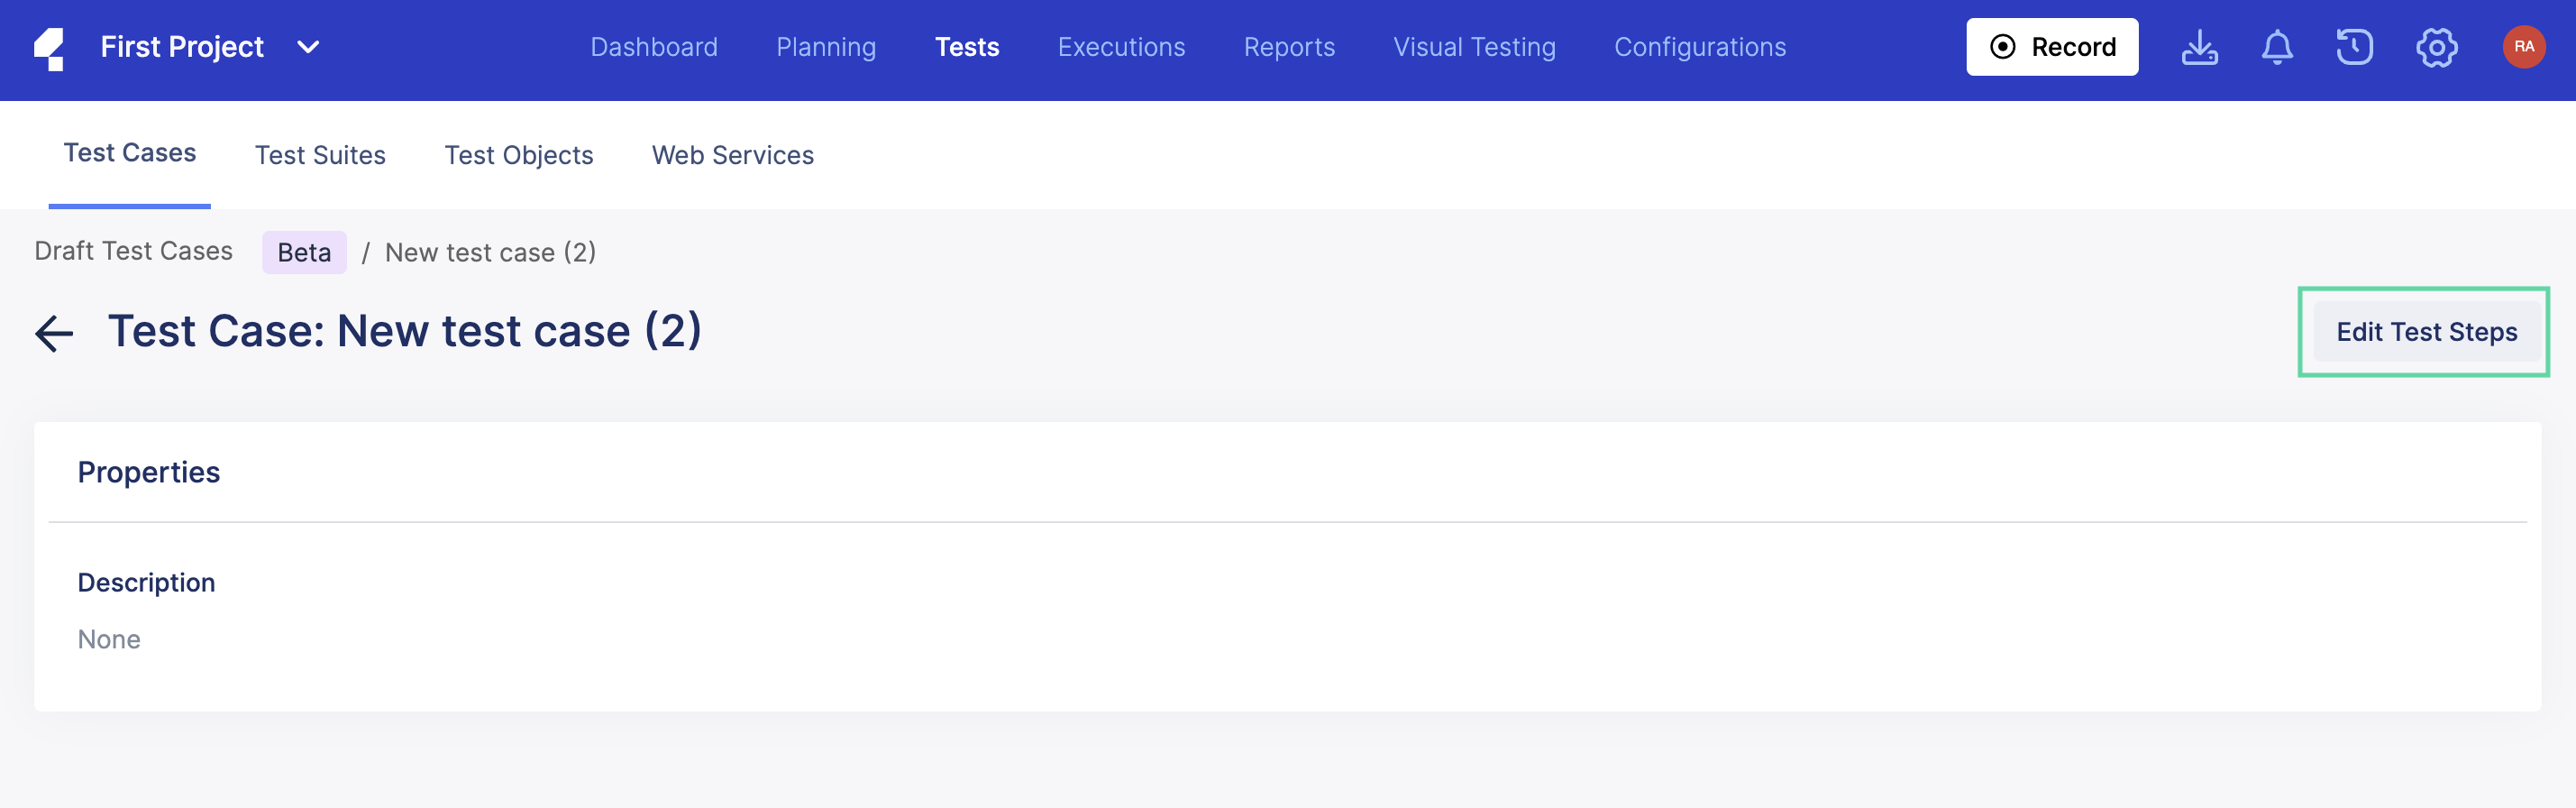 First Project Dashboard Planning Tests Executions Reports Visual Testing Configurations Record RA
Test Cases Test Suites Test Objects Web Services
Draft Test Cases Beta / New test case (2)
Test Case: New test case (2) Edit Test Steps
Properties
Description
None